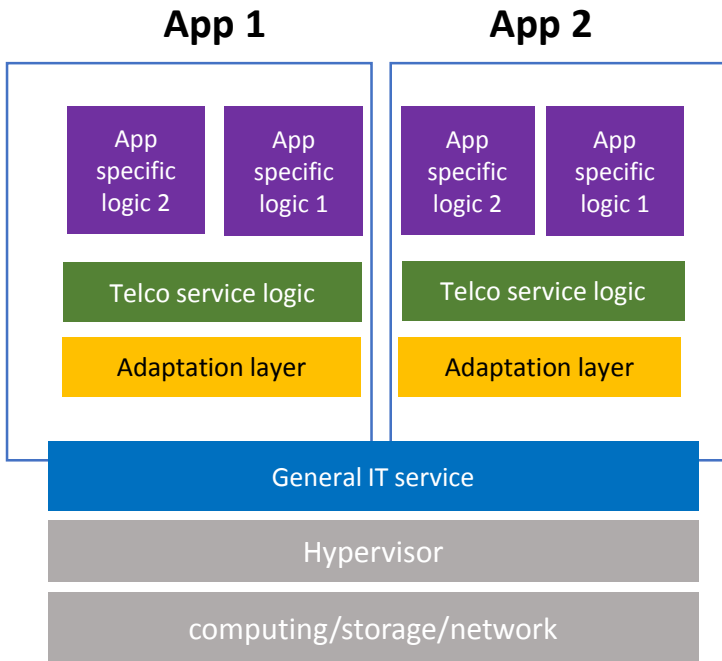 App 1
App 2
App
specific
logic 2
App
specific
logic 1
App
specific
logic 2
App
specific
logic 1
Telco service logic
Telco service logic
Adaptation layer
Adaptation layer
General IT service
Hypervisor
computing/storage/network